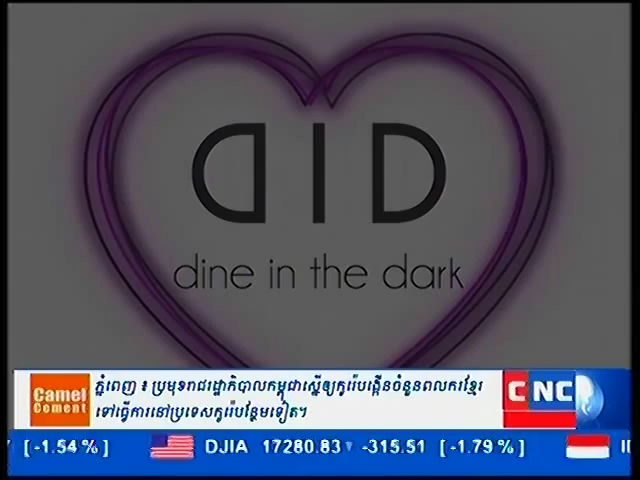 DID
dine in the dark
Camel
Cement
ភ្នំពេញ ៖ ប្រមុខរាជរដ្ឋាភិបាលកម្ពុជាស្នើឲ្យកូរ៉េបង្កើនចំនួនពលករខ្មែរ
ទៅធ្វើការនៅប្រទេសកូរ៉េបន្ថែមទៀត។
CNC
[-1.54%] DJIA 17280.83 -315.51 [-1.79%]